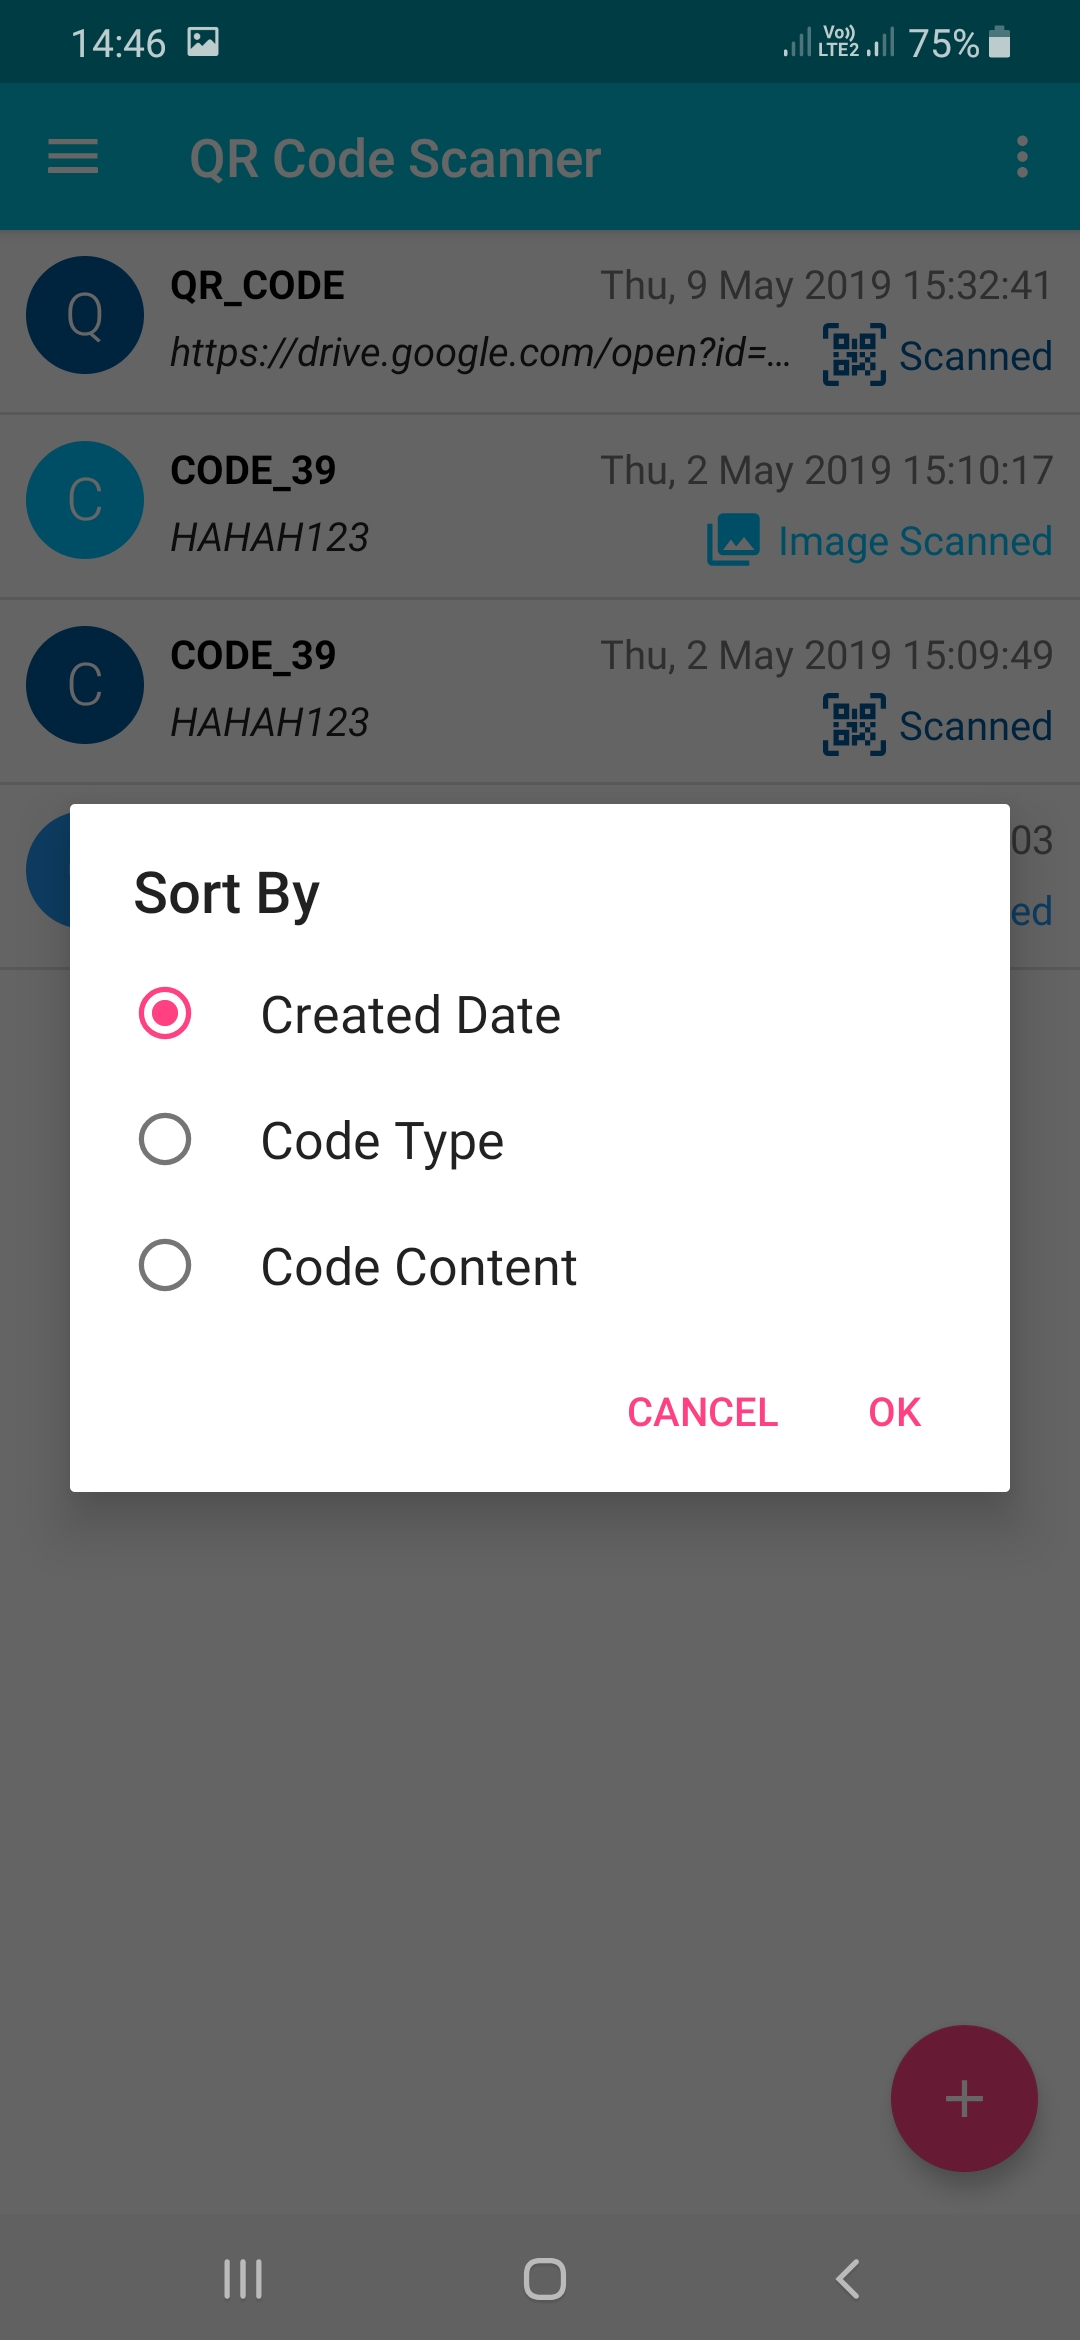 14:46 Vo)) LTE2 75%
QR Code Scanner
Q QR_CODE Thu, 9 May 2019 15:32:41
https://drive.google.com/open?id=... Scanned
C CODE_39 Thu, 2 May 2019 15:10:17
HAHAH123 Image Scanned
C CODE_39 Thu, 2 May 2019 15:09:49
HAHAH123 Scanned
03
ed
Sort By
Created Date
Code Type
Code Content
CANCEL OK